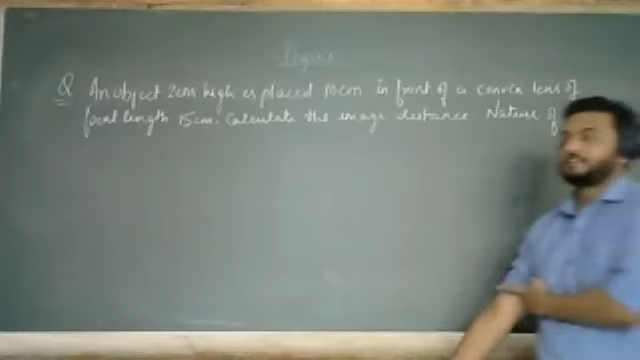 Q An object 2cm high is placed 10cm in front of a convex lens of
focal length 15cm. Calculate the image distance Nature of